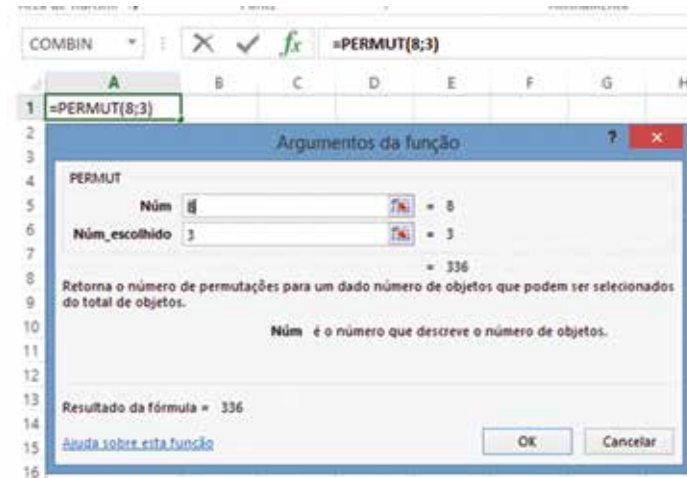 COMBIN fx =PERMUT(8;3)
A B C D E F G H
1 =PERMUT(8;3)
2 Argumentos da função ? ×
3
4 PERMUT
5 Núm 8 = 8
6 Núm_escolhido 3 = 3
7 = 336
8 Retorna o número de permutações para um dado número de objetos que podem ser selecionados
9 do total de objetos.
10 Núm é o número que descreve o número de objetos.
11
12
13 Resultado da fórmula = 336
14
15 Ajuda sobre esta função OK Cancelar
16